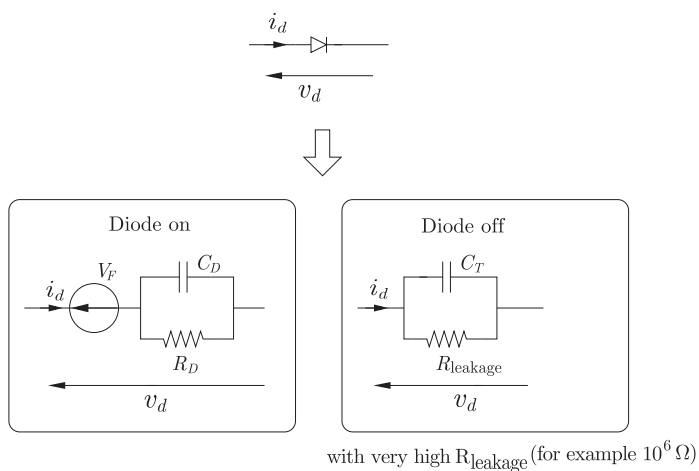 i_d
v_d
Diode on
Diode off
V_F
C_D
i_d
R_D
v_d
C_T
i_d
R_leakage
v_d
with very high R_leakage (for example 10^6 Ω)